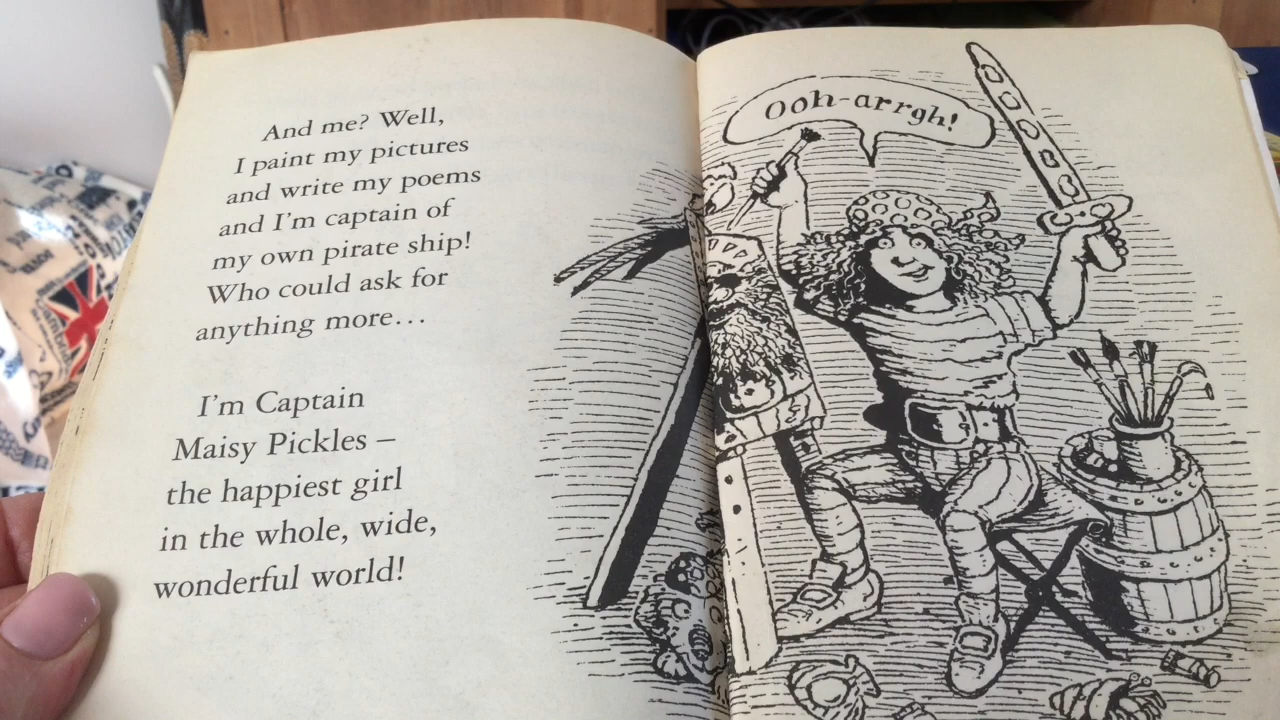 And me? Well,
I paint my pictures
and write my poems
and I'm captain of
my own pirate ship!
Who could ask for
anything more…
I'm Captain
Maisy Pickles –
the happiest girl
in the whole, wide,
wonderful world!
Ooh-arrgh!